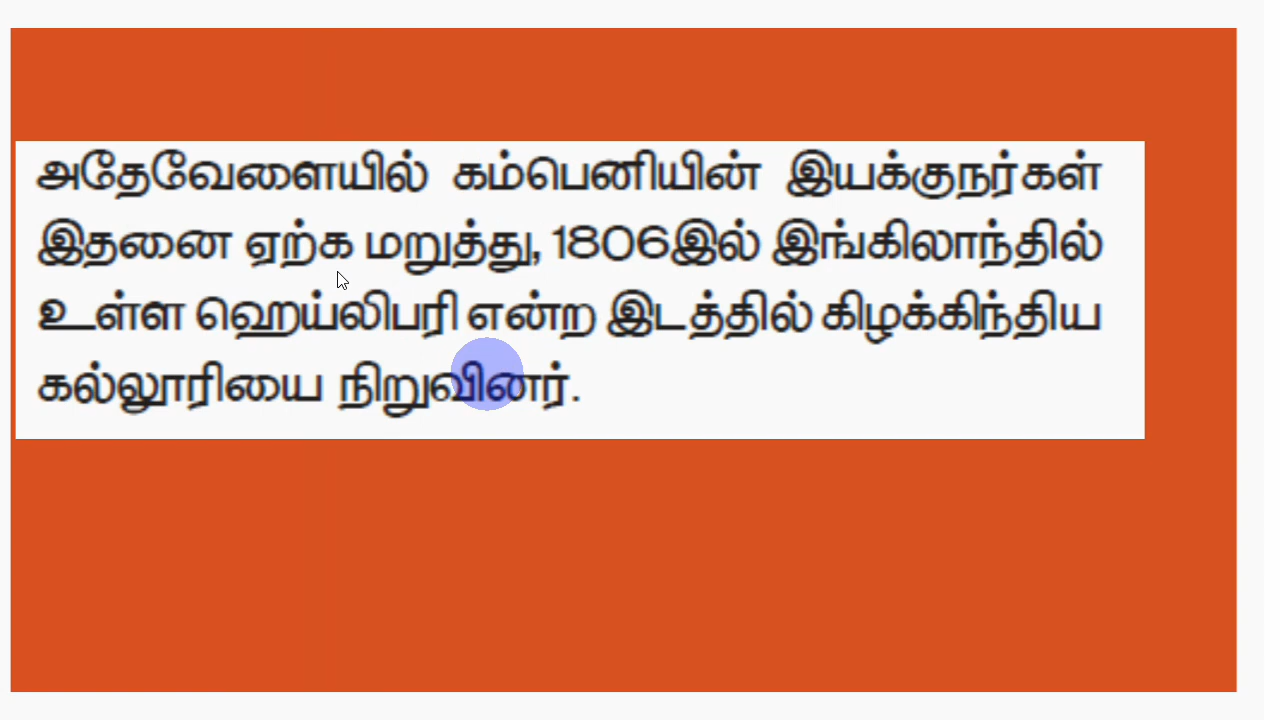 அதேவேளையில் கம்பெனியின் இயக்குநர்கள்
இதனை ஏற்க மறுத்து, 1806இல் இங்கிலாந்தில்
உள்ள ஹெய்லிபரி என்ற இடத்தில் கிழக்கிந்திய
கல்லூரியை நிறுவினர்.